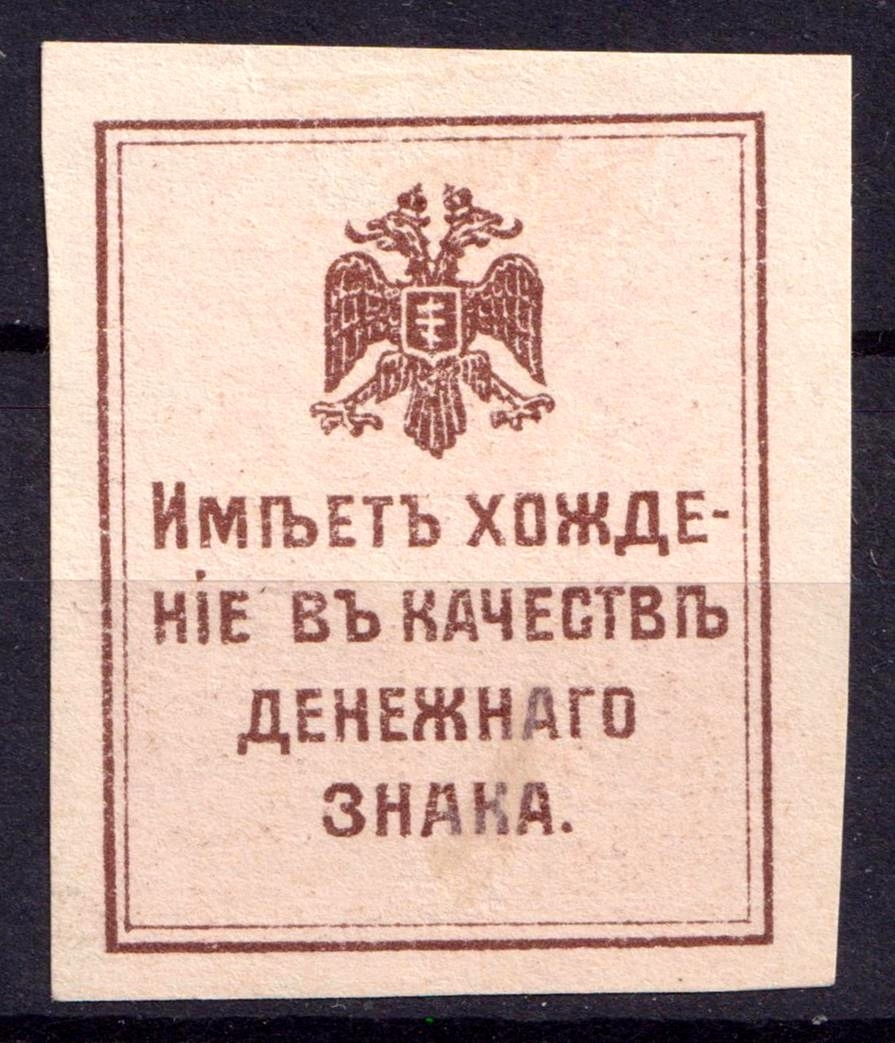 Имѣетъ хожде-
ніе въ качествѣ
денежнаго
знака.